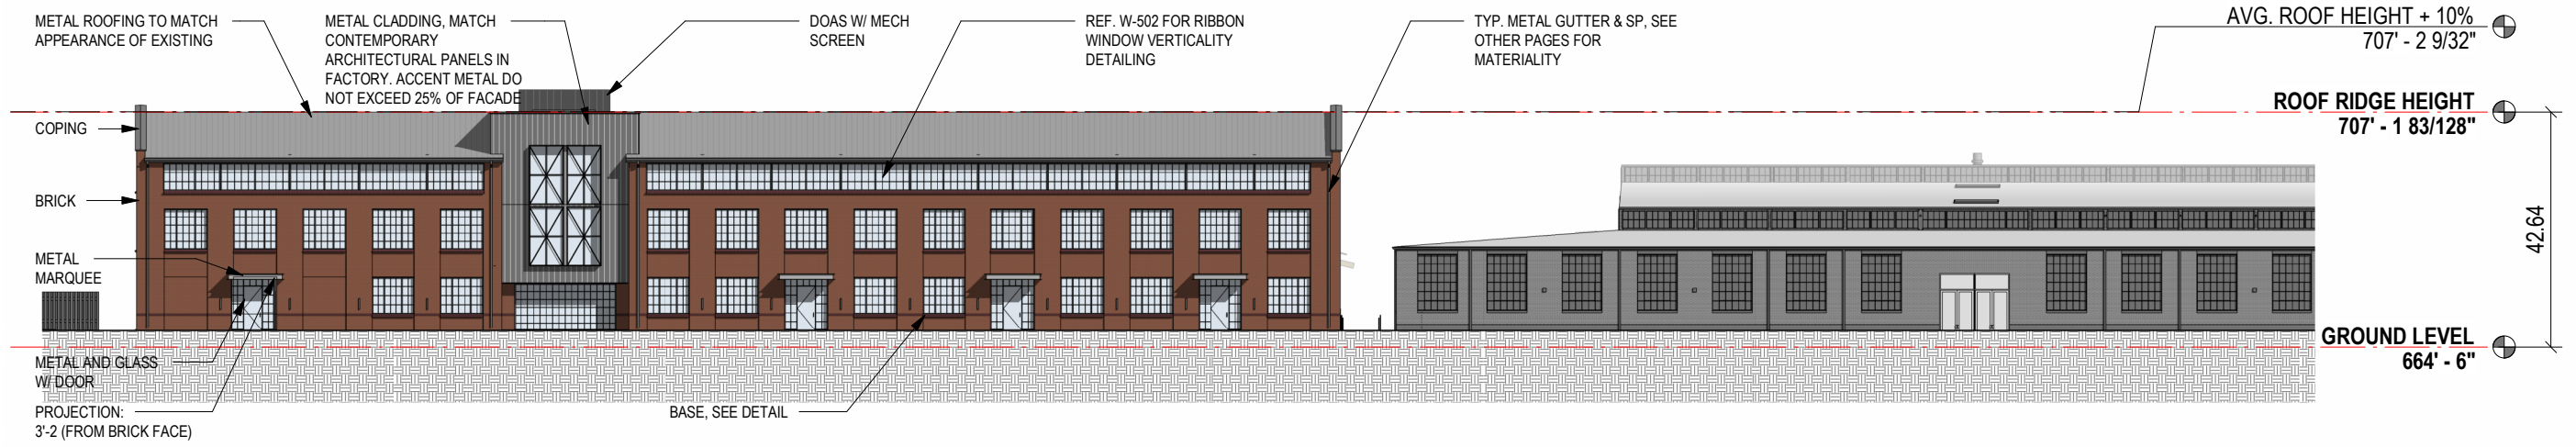 METAL ROOFING TO MATCH
APPEARANCE OF EXISTING
METAL CLADDING, MATCH
CONTEMPORARY
ARCHITECTURAL PANELS IN
FACTORY. ACCENT METAL DO
NOT EXCEED 25% OF FACADE
DOAS W/ MECH
SCREEN
REF. W-502 FOR RIBBON
WINDOW VERTICALITY
DETAILING
TYP. METAL GUTTER & SP, SEE
OTHER PAGES FOR
MATERIALITY
AVG. ROOF HEIGHT + 10%
707' - 2 9/32"
ROOF RIDGE HEIGHT
707' - 1 83/128"
COPING
BRICK
42.64
METAL
MARQUEE
GROUND LEVEL
664' - 6"
METAL AND GLASS
W/ DOOR
PROJECTION:
3'-2 (FROM BRICK FACE)
BASE, SEE DETAIL